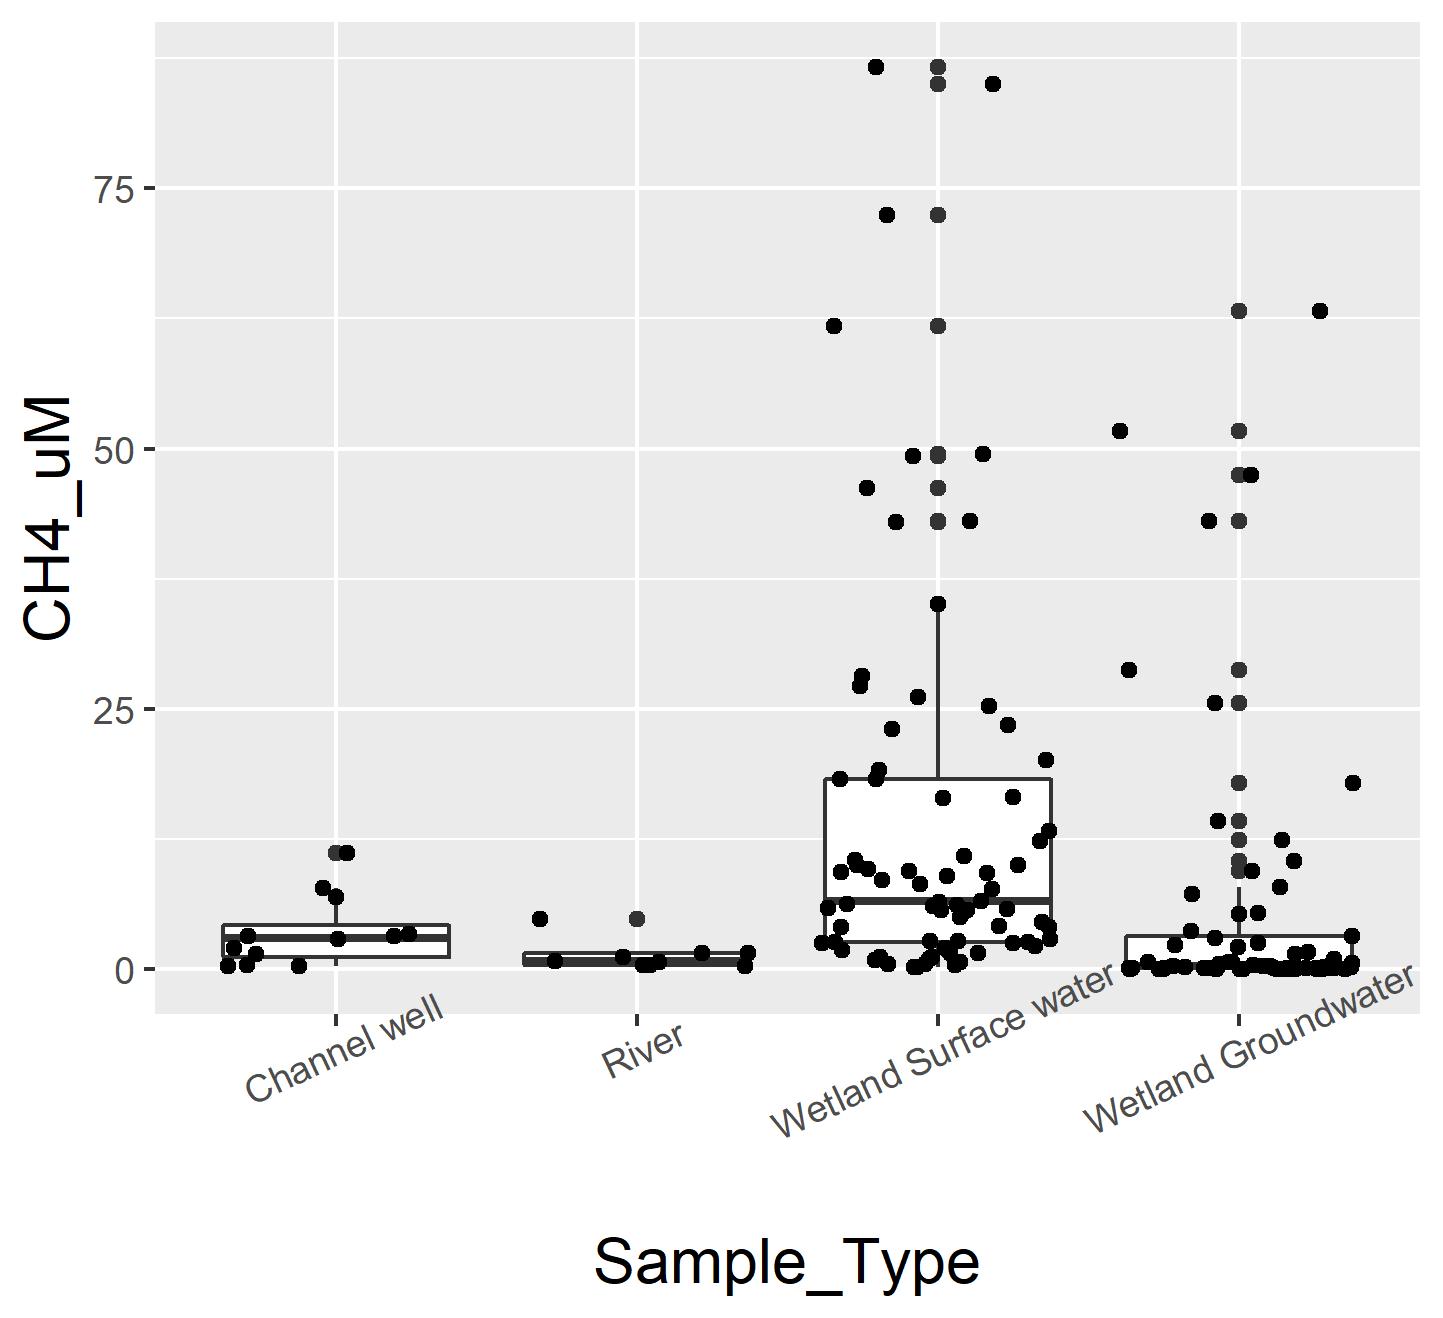 CH4_uM
75
50
25
0
Channel well
River
Wetland Surface water
Wetland Groundwater
Sample_Type